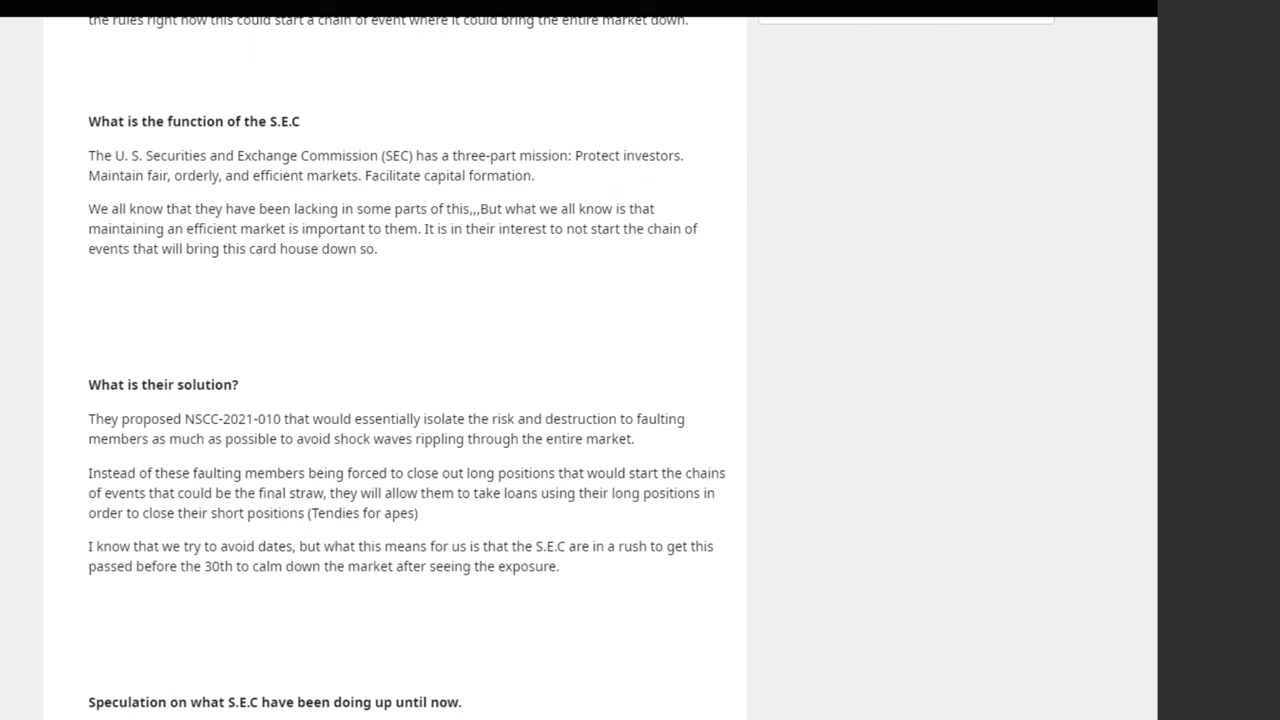 the rules right now this could start a chain of event where it could bring the entire market down.
What is the function of the S.E.C
The U. S. Securities and Exchange Commission (SEC) has a three-part mission: Protect investors.
Maintain fair, orderly, and efficient markets. Facilitate capital formation.
We all know that they have been lacking in some parts of this,,,But what we all know is that
maintaining an efficient market is important to them. It is in their interest to not start the chain of
events that will bring this card house down so.
What is their solution?
They proposed NSCC-2021-010 that would essentially isolate the risk and destruction to faulting
members as much as possible to avoid shock waves rippling through the entire market.
Instead of these faulting members being forced to close out long positions that would start the chains
of events that could be the final straw, they will allow them to take loans using their long positions in
order to close their short positions (Tendies for apes)
I know that we try to avoid dates, but what this means for us is that the S.E.C are in a rush to get this
passed before the 30th to calm down the market after seeing the exposure.
Speculation on what S.E.C have been doing up until now.